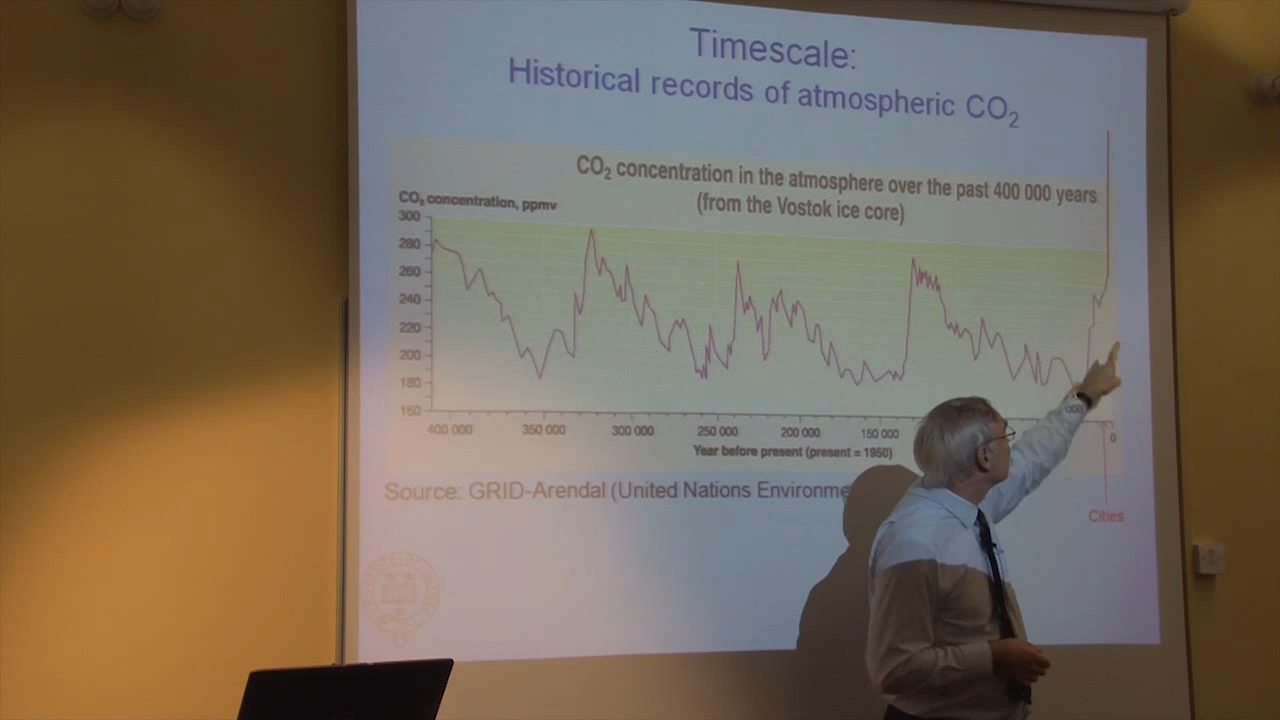 Timescale:
Historical records of atmospheric CO₂
CO₂ concentration in the atmosphere over the past 400 000 years
(from the Vostok ice core)
CO₂ concentration, ppmv
300
280
260
240
220
200
180
160
400 000 350 000 300 000 250 000 200 000 150 000 0
Year before present (present = 1950)
Source: GRID-Arendal (United Nations Environme
Cities